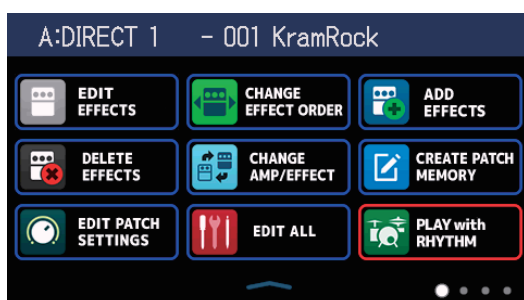 A:DIRECT 1 - 001 KramRock
EDIT
EFFECTS
CHANGE
EFFECT ORDER
ADD
EFFECTS
DELETE
EFFECTS
CHANGE
AMP/EFFECT
CREATE PATCH
MEMORY
EDIT PATCH
SETTINGS
EDIT ALL
PLAY with
RHYTHM